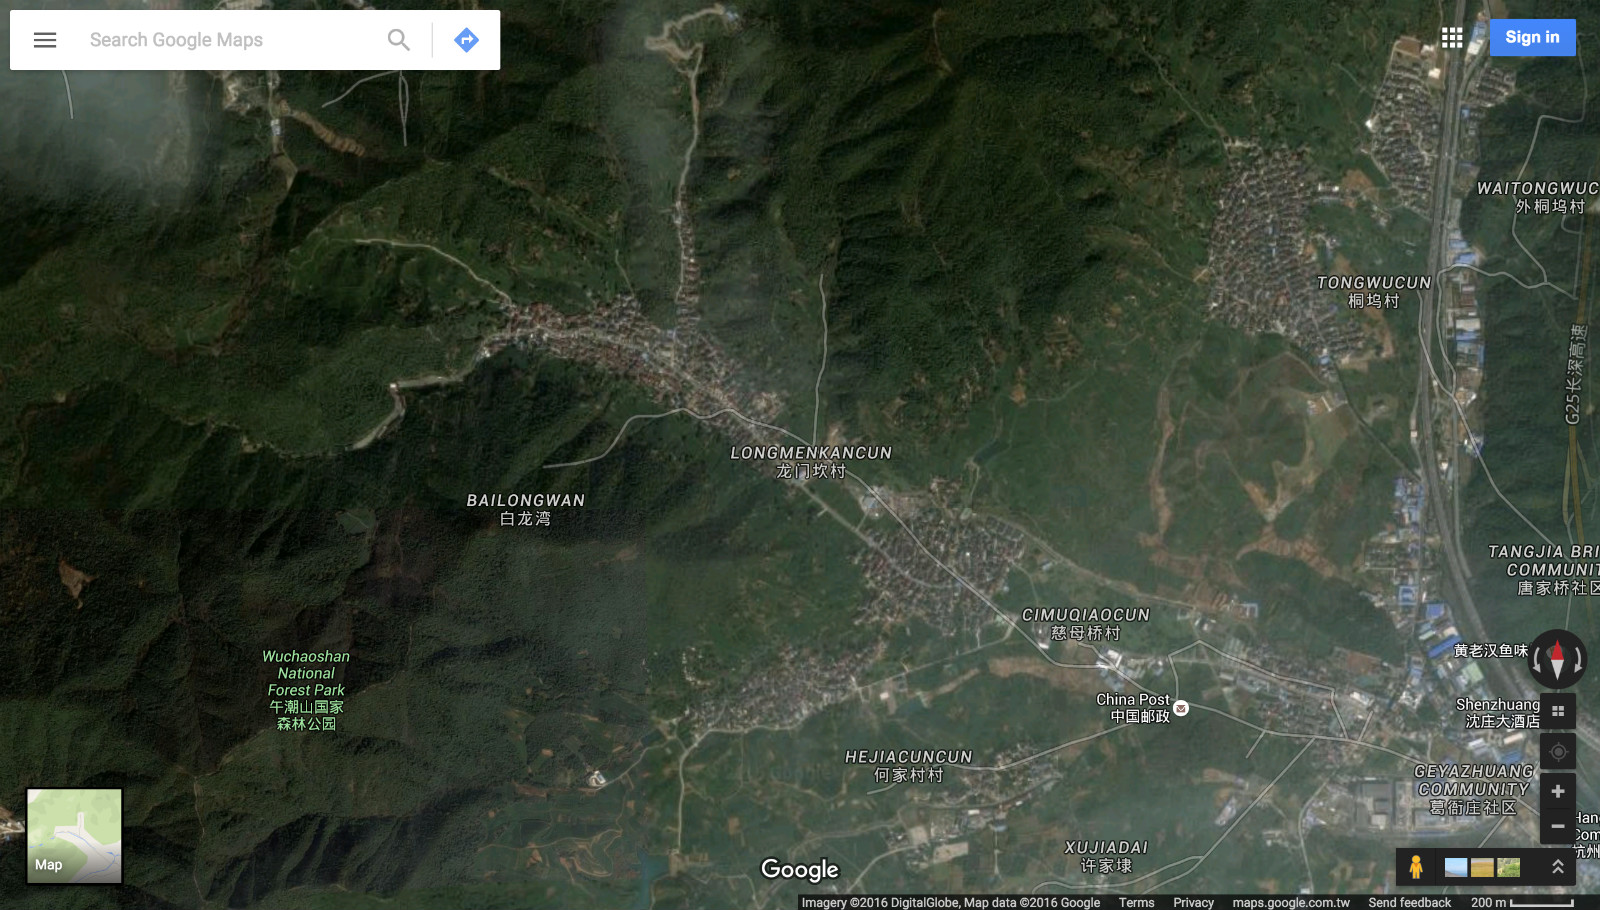 Search Google Maps
Sign in
WAITONGWUC
外桐坞村
TONGWUCUN
桐坞村
G25长深高速
LONGMENKANCUN
龙门坎村
BAILONGWAN
白龙湾
TANGJIA BRI
COMMUNIT
唐家桥社区
CIMUQIAOCUN
慈母桥村
黄老汉鱼味
Wuchaoshan
National
Forest Park
午潮山国家
森林公园
China Post
中国邮政
Shenzhuang
沈庄大酒店
HEJIACUNCUN
何家村村
GEYAZHUANG
COMMUNITY
葛衙庄社区
Han
Com
杭州
XUJIADAI
许家埭
Map
Google
Imagery ©2016 DigitalGlobe, Map data ©2016 Google Terms Privacy maps.google.com.tw Send feedback 200 m